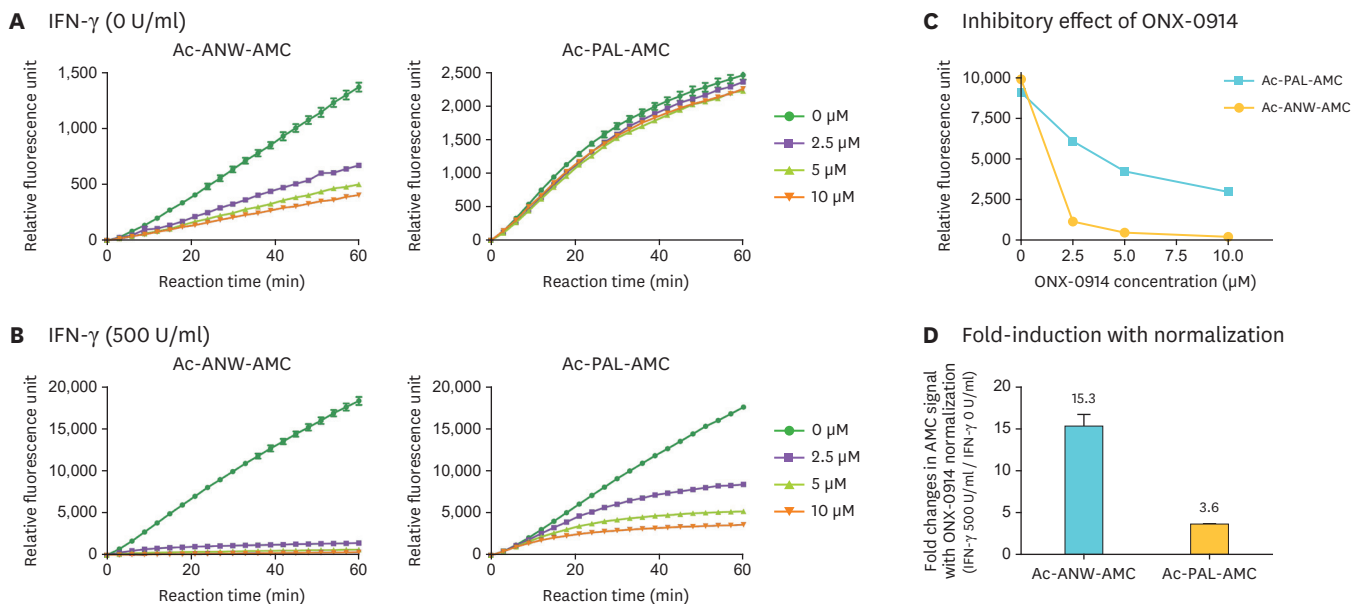 A IFN-γ (0 U/ml)
Ac-ANW-AMC
Relative fluorescence unit
1,500
1,000
500
0
0 20 40 60
Reaction time (min)
Ac-PAL-AMC
Relative fluorescence unit
2,500
2,000
1,500
1,000
500
0
0 20 40 60
Reaction time (min)
0 µM
2.5 µM
5 µM
10 µM
B IFN-γ (500 U/ml)
Ac-ANW-AMC
Relative fluorescence unit
20,000
15,000
10,000
5,000
0
0 20 40 60
Reaction time (min)
Ac-PAL-AMC
Relative fluorescence unit
20,000
15,000
10,000
5,000
0
0 20 40 60
Reaction time (min)
0 µM
2.5 µM
5 µM
10 µM
C Inhibitory effect of ONX-0914
Relative fluorescence unit
10,000
7,500
5,000
2,500
0
0 2.5 5.0 7.5 10.0
ONX-0914 concentration (µM)
Ac-PAL-AMC
Ac-ANW-AMC
D Fold-induction with normalization
Fold changes in AMC signal
with ONX-0914 normalization
(IFN-γ 500 U/ml / IFN-γ 0 U/ml)
20
15
10
5
0
15.3
3.6
Ac-ANW-AMC Ac-PAL-AMC